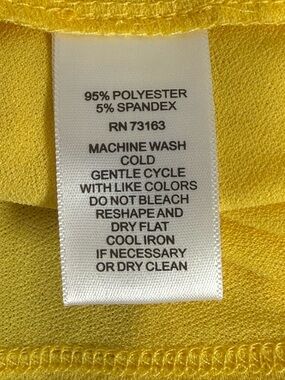 95% POLYESTER
5% SPANDEX
RN 73163
MACHINE WASH
COLD
GENTLE CYCLE
WITH LIKE COLORS
DO NOT BLEACH
RESHAPE AND
DRY FLAT
COOL IRON
IF NECESSARY
OR DRY CLEAN